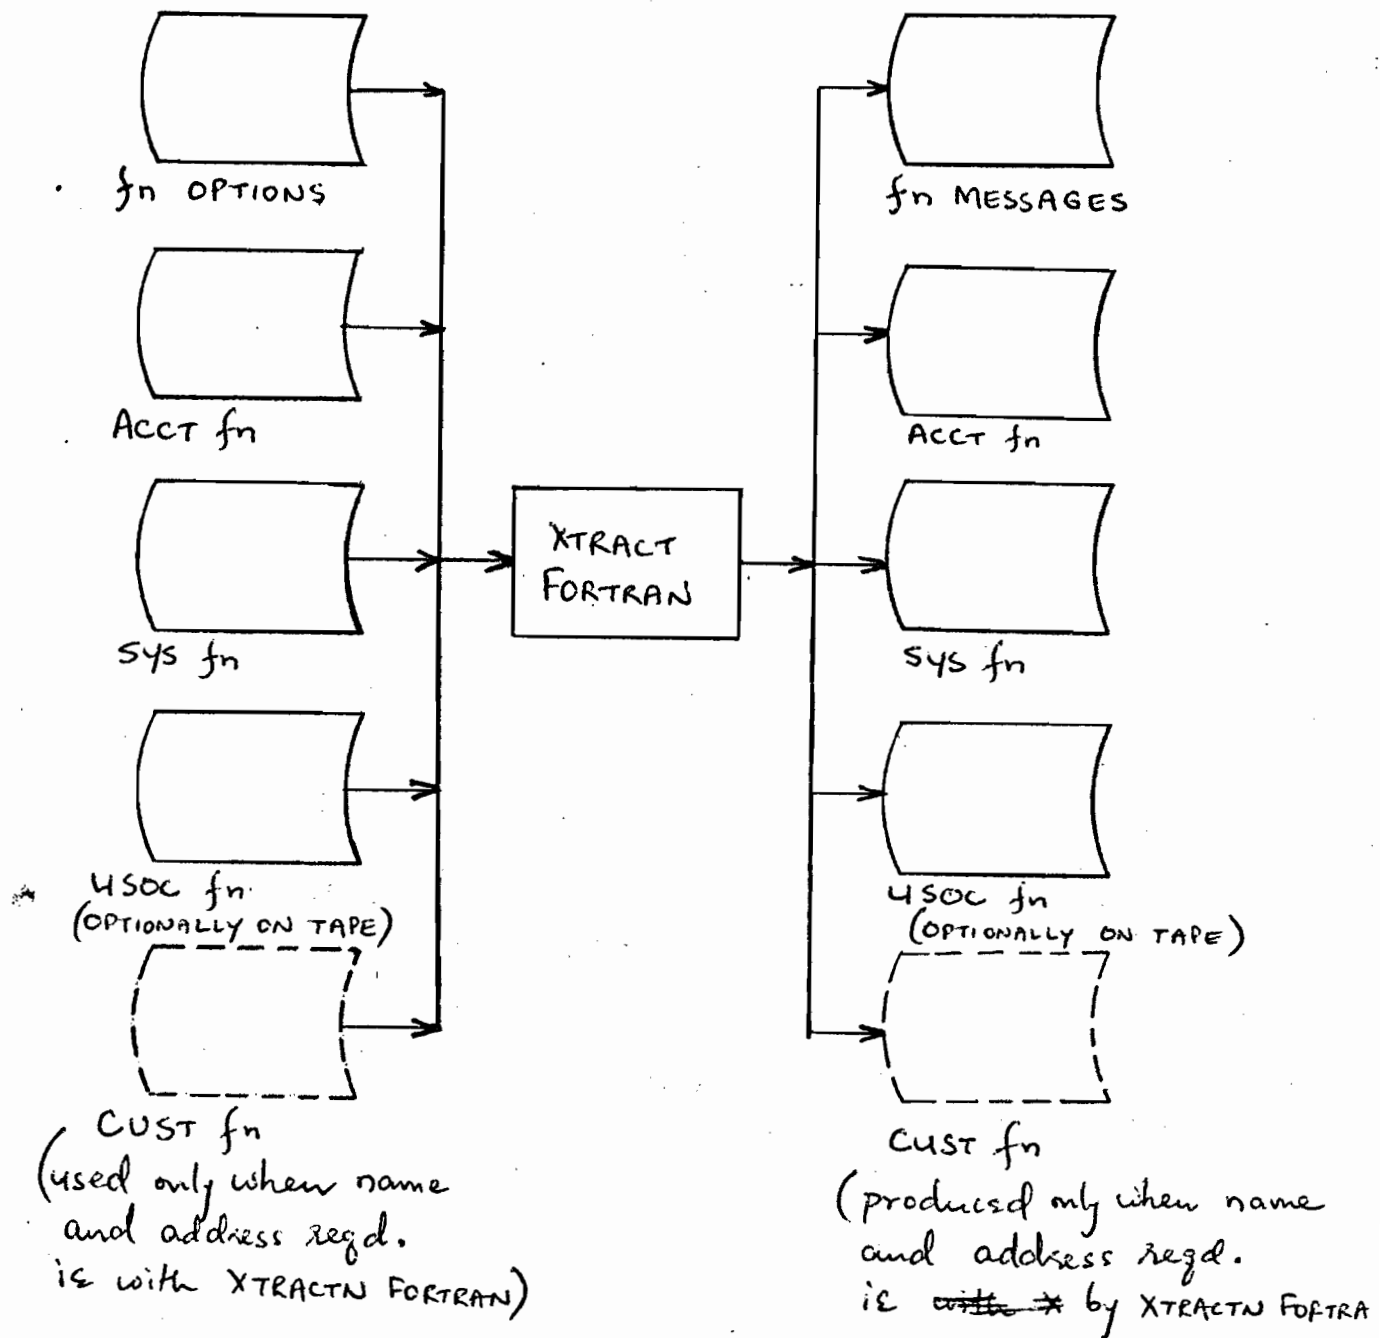 fn OPTIONS
ACCT fn
SYS fn
USOC fn
(OPTIONALLY ON TAPE)
CUST fn
(used only when name
and address reqd.
ie with XTRACTN FORTRAN)
XTRACT
FORTRAN
fn MESSAGES
ACCT fn
SYS fn
USOC fn
(OPTIONALLY ON TAPE)
CUST fn
(produced only when name
and address reqd.
ie by XTRACTN FORTRA